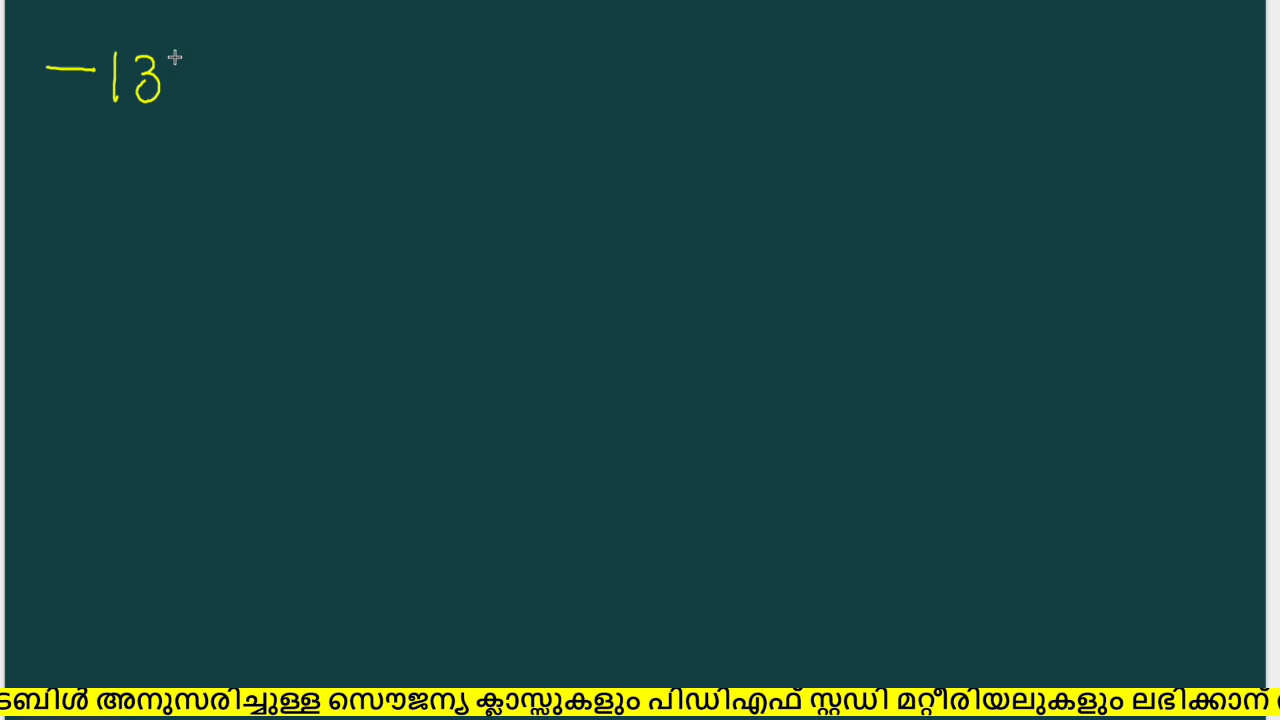 -13
ടബിൾ അനുസരിച്ചുള്ള സൌജന്യ ക്ലാസ്സുകളും പിഡിഎഫ് സ്റ്റഡി മറ്റീരിയലുകളും ലഭിക്കാന്